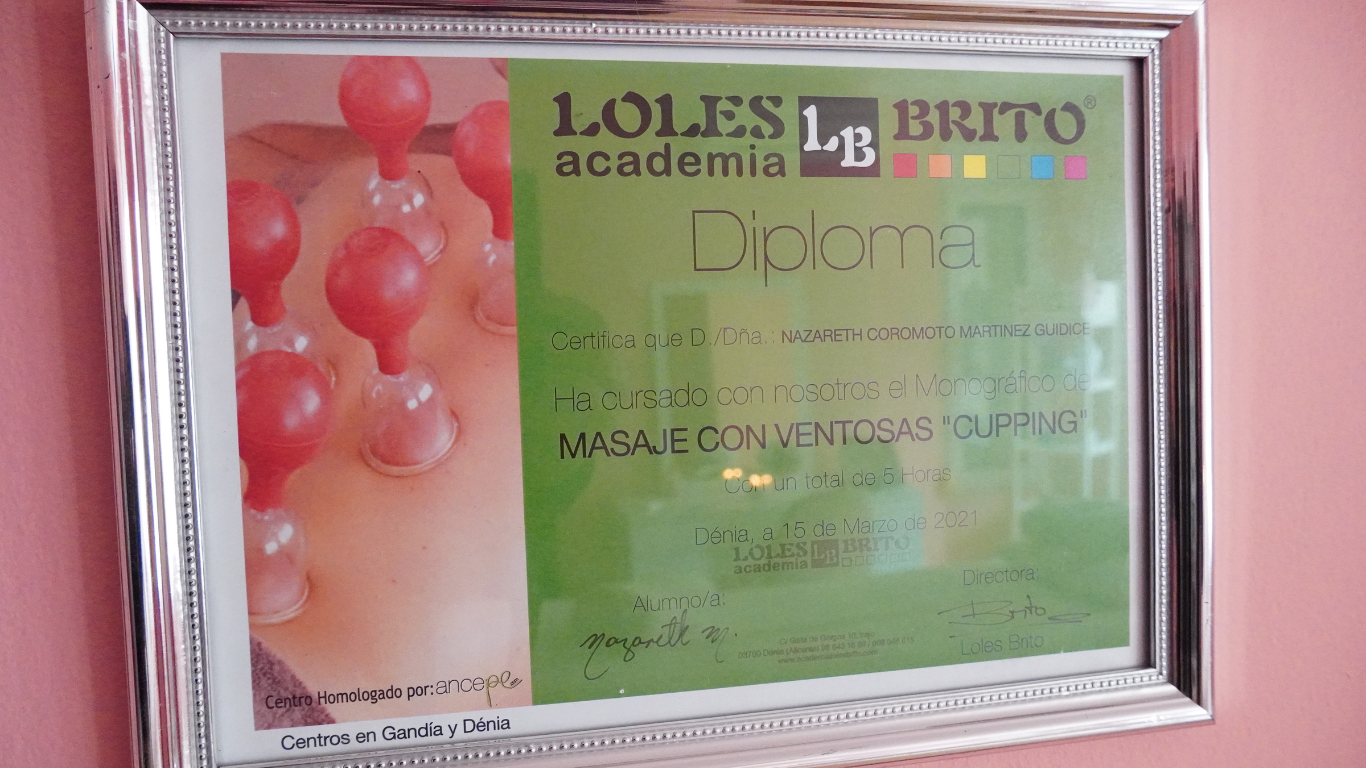 LOLES LB BRITO®
academia
Diploma
Certifica que D./Dña.: NAZARETH COROMOTO MARTINEZ GUIDICE
Ha cursado con nosotros el Monográfico de
MASAJE CON VENTOSAS "CUPPING"
Con un total de 5 Horas
Dénia, a 15 de Marzo de 2021
LOLES LB BRITO
academia
Alumno/a:
Nazareth M.
Directora:
Brito
Loles Brito
Centro Homologado por: ancepe
Centros en Gandía y Dénia